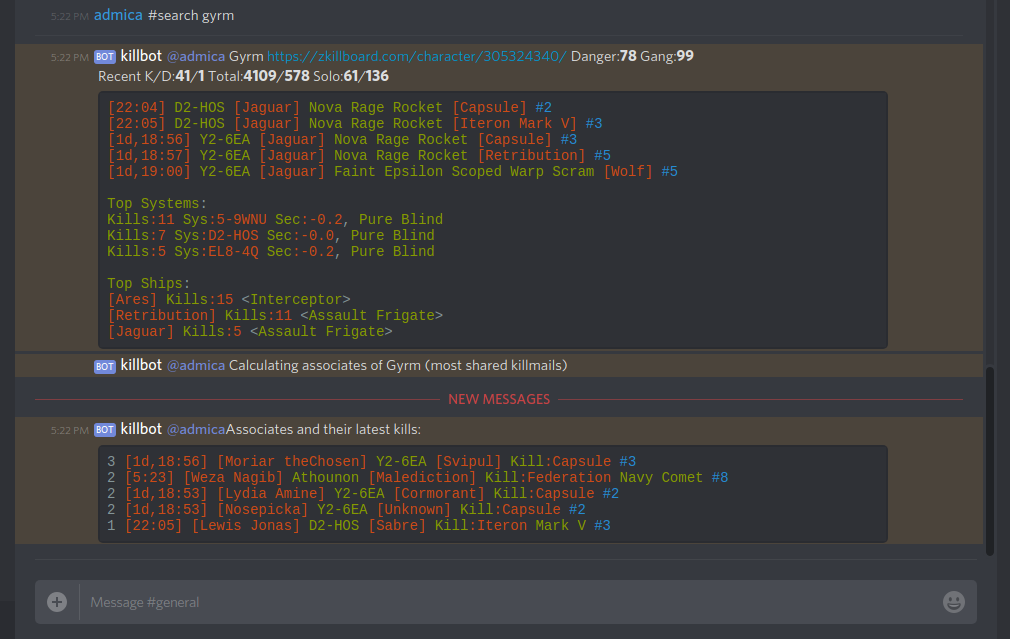 5:22 PM admica #search gyrm
5:22 PM BOT killbot @admica Gyrm https://zkillboard.com/character/305324340/ Danger:78 Gang:99
Recent K/D:41/1 Total:4109/578 Solo:61/136
[22:04] D2-HOS [Jaguar] Nova Rage Rocket [Capsule] #2
[22:05] D2-HOS [Jaguar] Nova Rage Rocket [Iteron Mark V] #3
[1d,18:56] Y2-6EA [Jaguar] Nova Rage Rocket [Capsule] #3
[1d,18:57] Y2-6EA [Jaguar] Nova Rage Rocket [Retribution] #5
[1d,19:00] Y2-6EA [Jaguar] Faint Epsilon Scoped Warp Scram [Wolf] #5
Top Systems:
Kills:11 Sys:5-9WNU Sec:-0.2, Pure Blind
Kills:7 Sys:D2-HOS Sec:-0.0, Pure Blind
Kills:5 Sys:EL8-4Q Sec:-0.2, Pure Blind
Top Ships:
[Ares] Kills:15 <Interceptor>
[Retribution] Kills:11 <Assault Frigate>
[Jaguar] Kills:5 <Assault Frigate>
BOT killbot @admica Calculating associates of Gyrm (most shared killmails)
NEW MESSAGES
5:22 PM BOT killbot @admicaAssociates and their latest kills:
3 [1d,18:56] [Moriar theChosen] Y2-6EA [Svipul] Kill:Capsule #3
2 [5:23] [Weza Nagib] Athounon [Malediction] Kill:Federation Navy Comet #8
2 [1d,18:53] [Lydia Amine] Y2-6EA [Cormorant] Kill:Capsule #2
2 [1d,18:53] [Nosepicka] Y2-6EA [Unknown] Kill:Capsule #2
1 [22:05] [Lewis Jonas] D2-HOS [Sabre] Kill:Iteron Mark V #3
Message #general